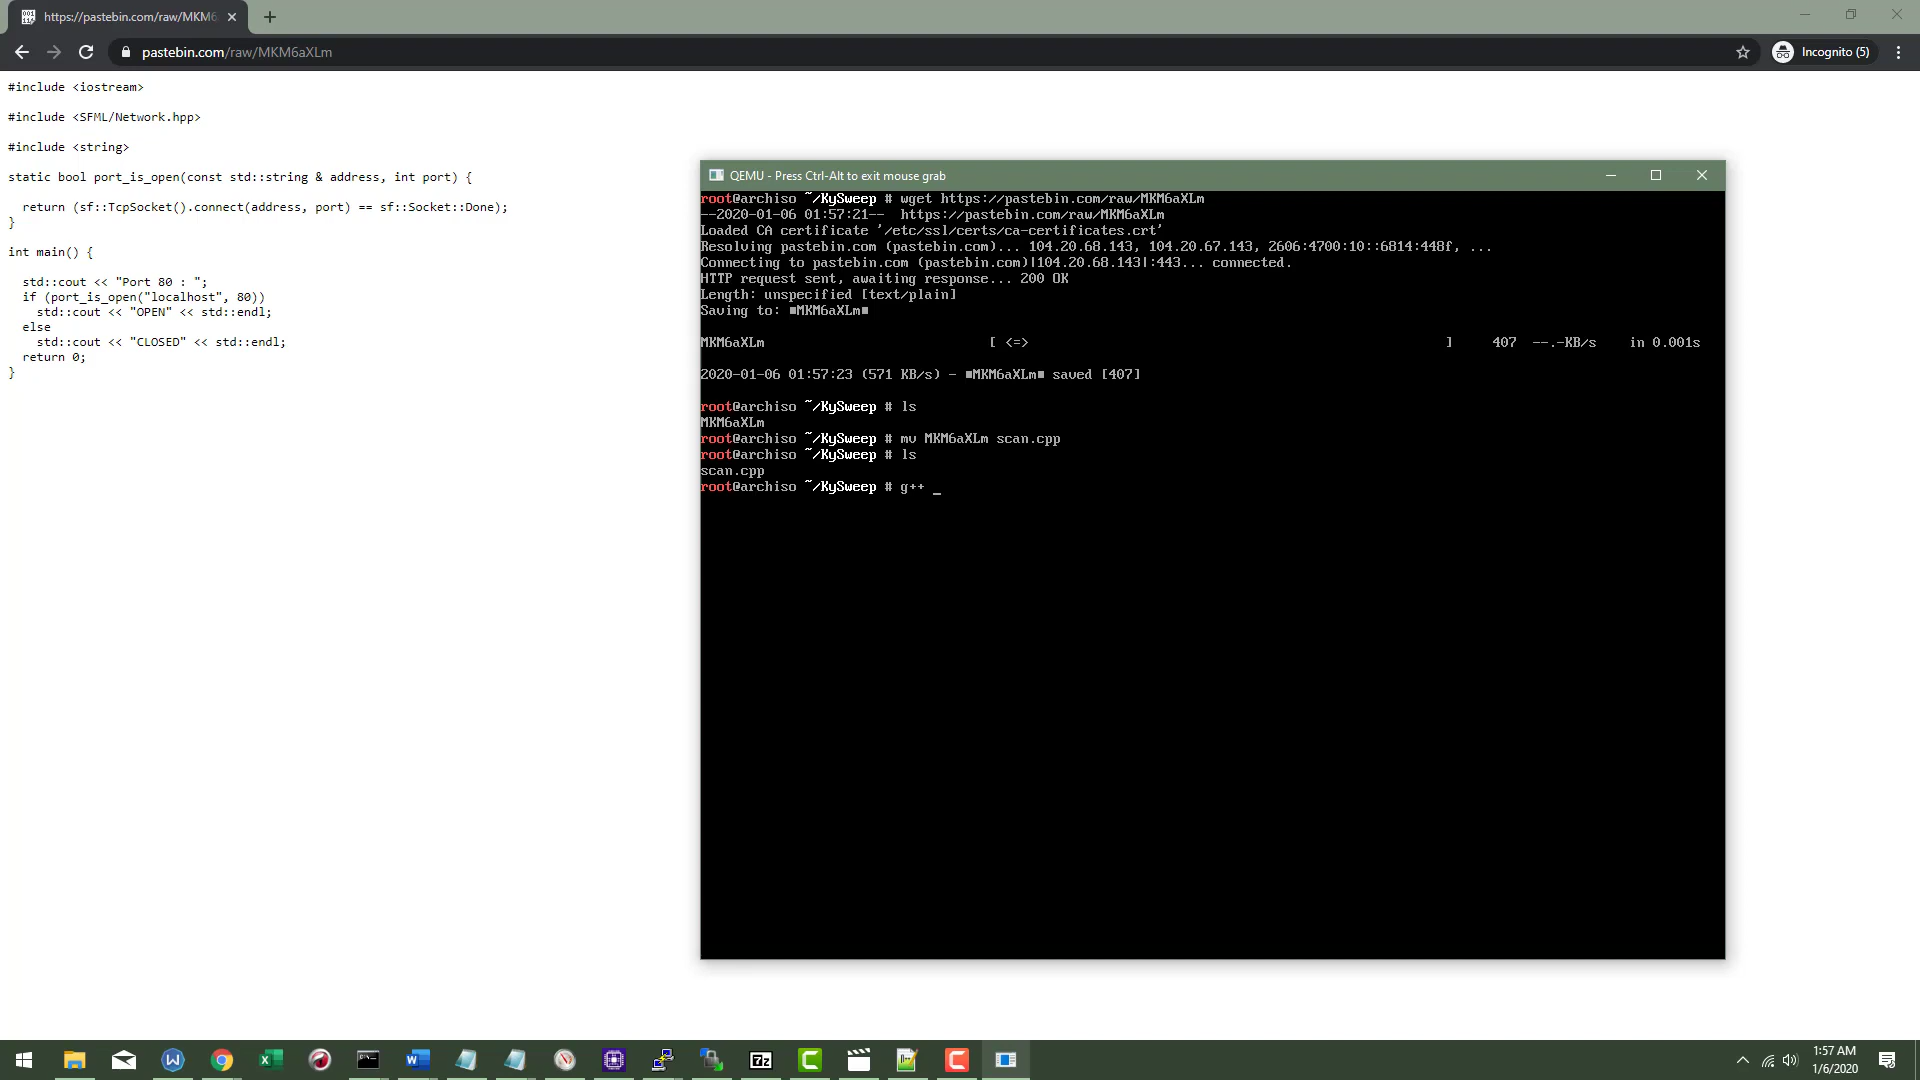 https://pastebin.com/raw/MKM6
pastebin.com/raw/MKM6aXLm
Incognito (5)
#include <iostream>
#include <SFML/Network.hpp>
#include <string>
static bool port_is_open(const std::string & address, int port) {
return (sf::TcpSocket().connect(address, port) == sf::Socket::Done);
}
int main() {
std::cout << "Port 80 : ";
if (port_is_open("localhost", 80))
std::cout << "OPEN" << std::endl;
else
std::cout << "CLOSED" << std::endl;
return 0;
}
QEMU - Press Ctrl-Alt to exit mouse grab
root@archiso ~/KySweep # wget https://pastebin.com/raw/MKM6aXLm
--2020-01-06 01:57:21--  https://pastebin.com/raw/MKM6aXLm
Loaded CA certificate '/etc/ssl/certs/ca-certificates.crt'
Resolving pastebin.com (pastebin.com)... 104.20.68.143, 104.20.67.143, 2606:4700:10::6814:448f, ...
Connecting to pastebin.com (pastebin.com)|104.20.68.143|:443... connected.
HTTP request sent, awaiting response... 200 OK
Length: unspecified [text/plain]
Saving to: ■MKM6aXLm■
MKM6aXLm [ <=> ] 407 --.-KB/s in 0.001s
2020-01-06 01:57:23 (571 KB/s) - ■MKM6aXLm■ saved [407]
root@archiso ~/KySweep # ls
MKM6aXLm
root@archiso ~/KySweep # mv MKM6aXLm scan.cpp
root@archiso ~/KySweep # ls
scan.cpp
root@archiso ~/KySweep # g++ _
1:57 AM
1/6/2020